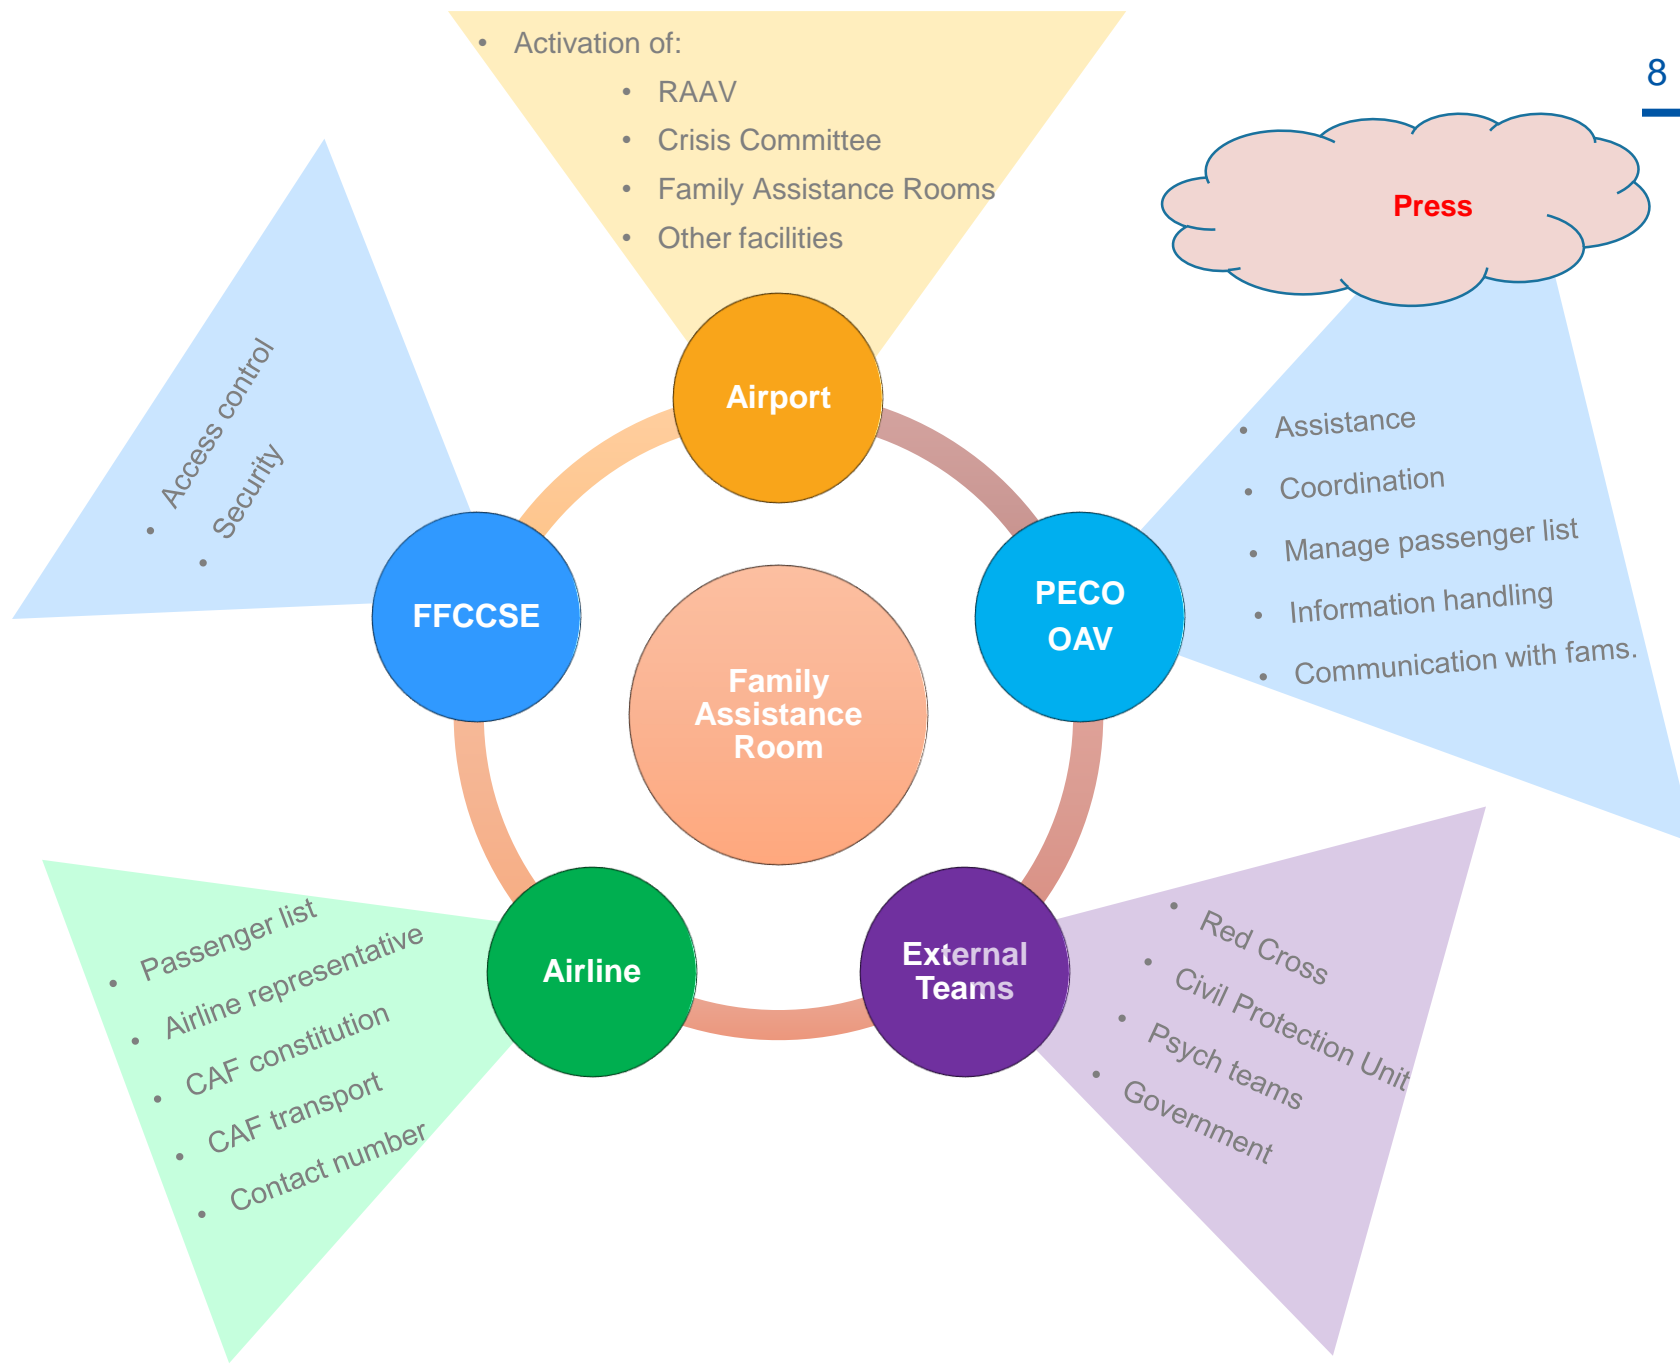 • Activation of:
• RAAV
• Crisis Committee
• Family Assistance Rooms
• Other facilities
8
Press
• Access control
• Security
Airport
• Assistance
• Coordination
• Manage passenger list
• Information handling
• Communication with fams.
FFCCSE
PECO
OAV
Family
Assistance
Room
• Passenger list
• Airline representative
• CAF constitution
• CAF transport
• Contact number
Airline
External
Teams
• Red Cross
• Civil Protection Unit
• Psych teams
• Government